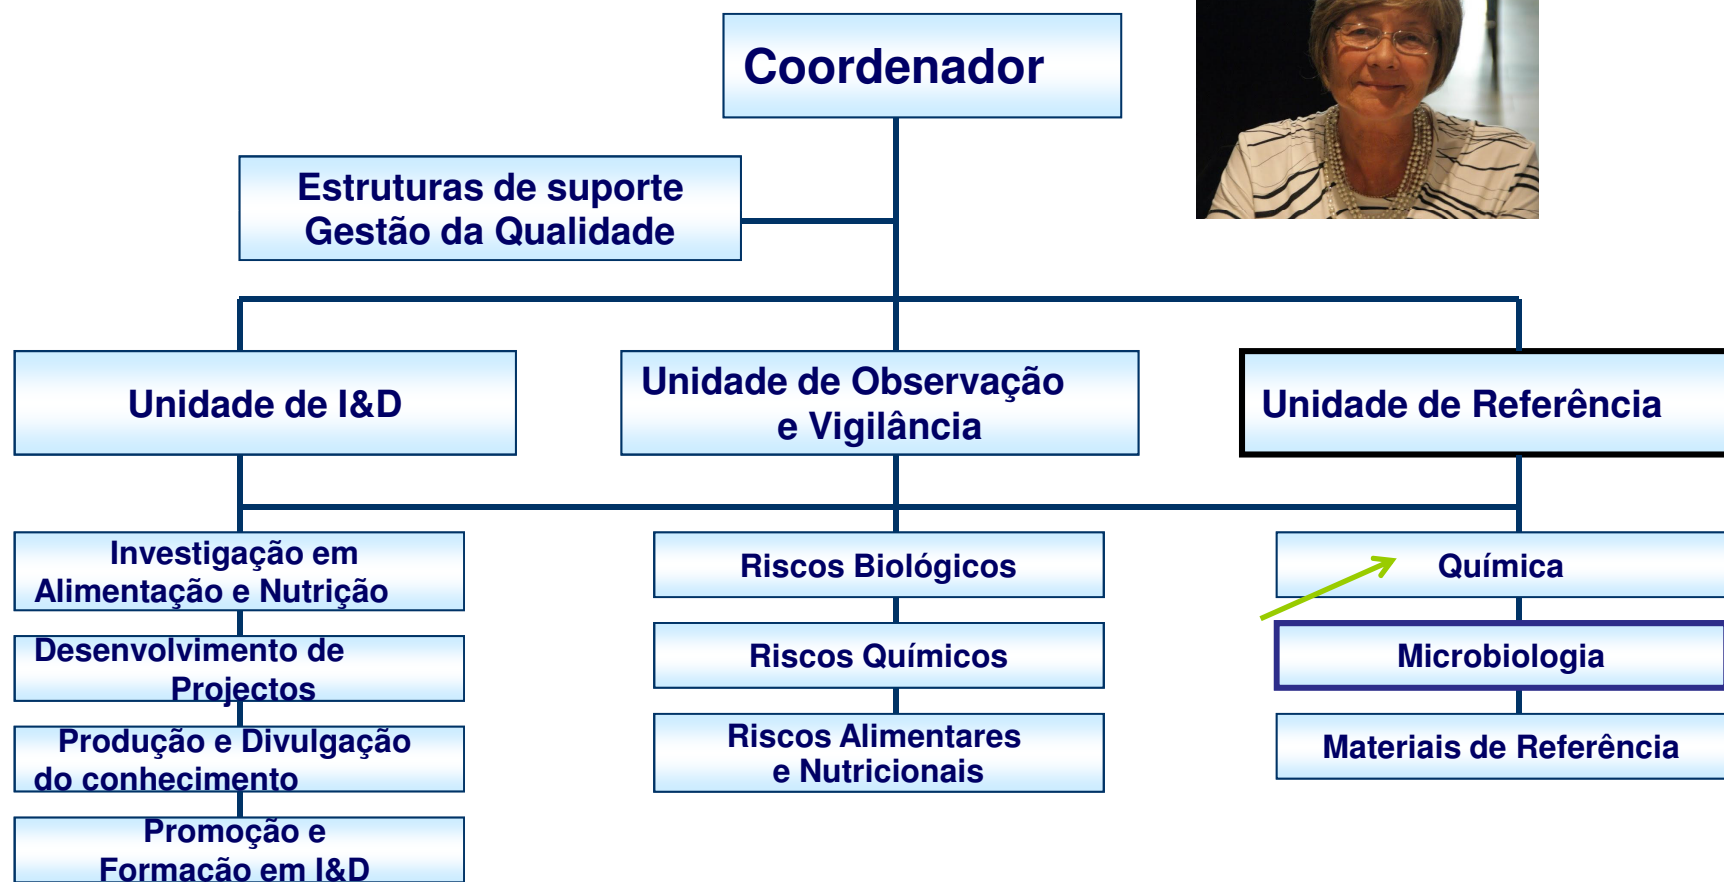 Coordenador
Estruturas de suporte
Gestão da Qualidade
Unidade de I&D
Unidade de Observação
e Vigilância
Unidade de Referência
Investigação em
Alimentação e Nutrição
Desenvolvimento de
Projectos
Produção e Divulgação
do conhecimento
Promoção e
Formação em I&D
Riscos Biológicos
Riscos Químicos
Riscos Alimentares
e Nutricionais
Química
Microbiologia
Materiais de Referência